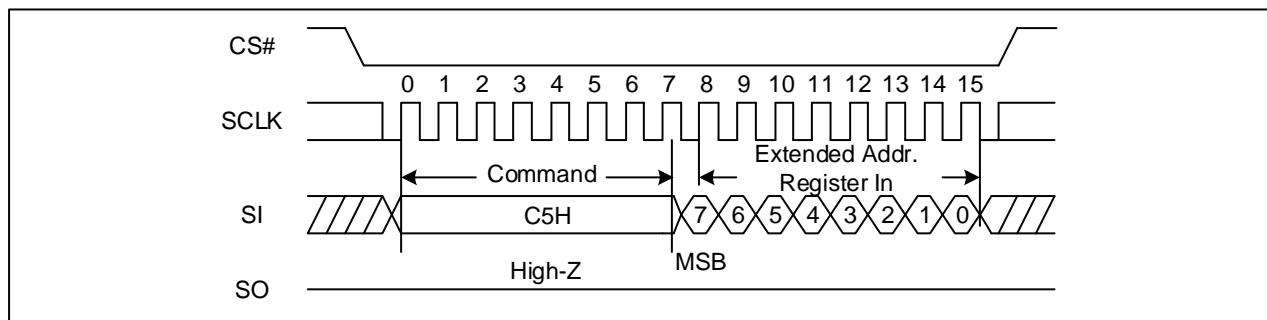 CS#
0 1 2 3 4 5 6 7 8 9 10 11 12 13 14 15
SCLK
Command
Extended Addr.
Register In
SI
C5H
7 6 5 4 3 2 1 0
High-Z
MSB
SO